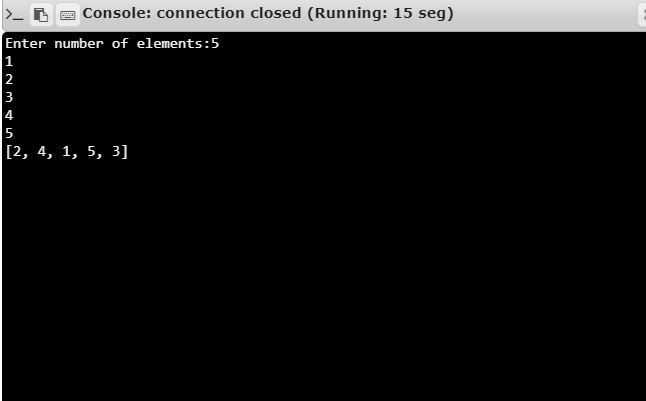 Console: connection closed (Running: 15 seg)
Enter number of elements:5
1
2
3
4
5
[2, 4, 1, 5, 3]